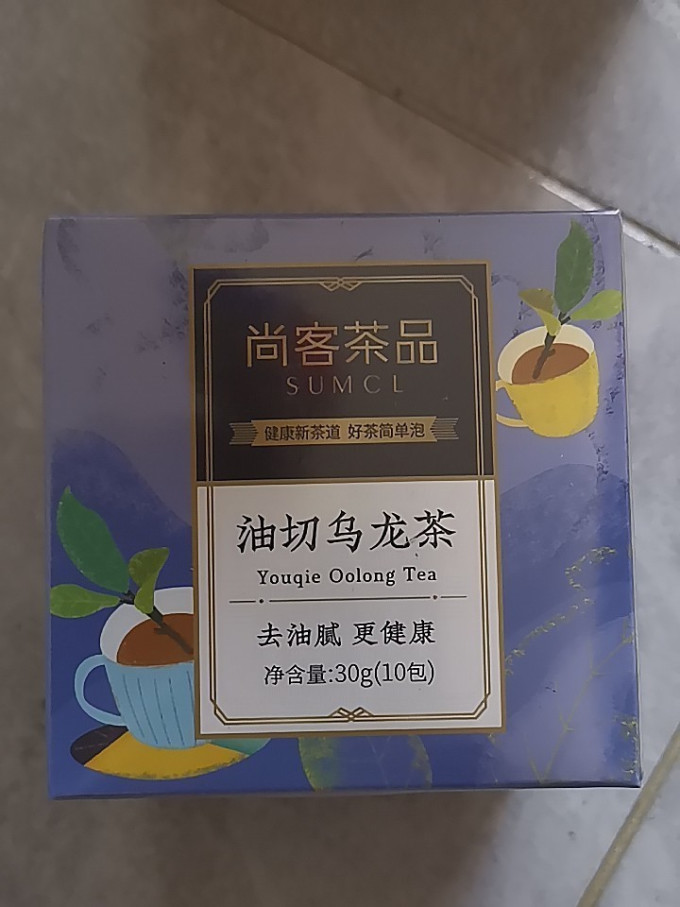 尚客茶品
SUMCL
健康新茶道 好茶简单泡
油切乌龙茶
Youqie Oolong Tea
去油腻 更健康
净含量:30g(10包)